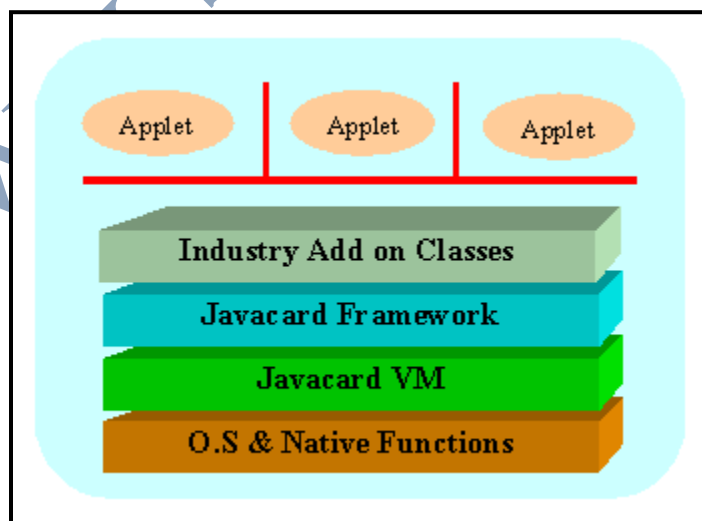 Applet Applet Applet
Industry Add on Classes
Javacard Framework
Javacard VM
O.S & Native Functions